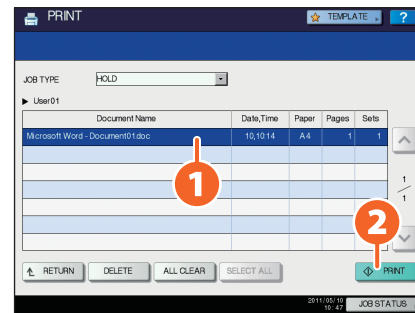 PRINT
TEMPLATE
?
JOB TYPE
HOLD
User01
Document Name
Date,Time
Paper
Pages
Sets
Microsoft Word - Document01.doc
10,10:14
A4
1
1
1
1
1
2
RETURN
DELETE
ALL CLEAR
SELECT ALL
PRINT
2011/05/10
10:47
JOB STATUS